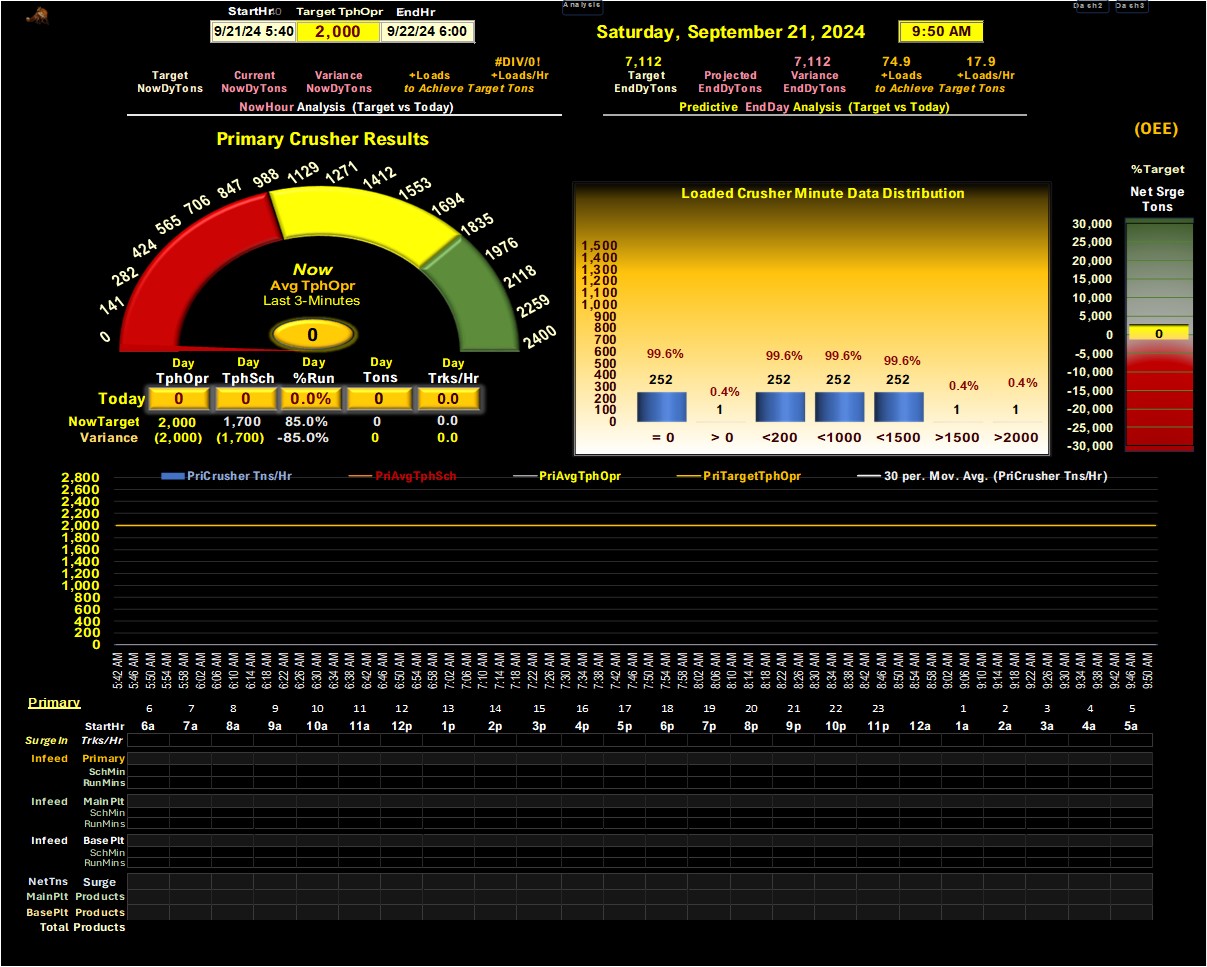 StartHr Target TphOpr EndHr
9/21/24 5:40 2,000 9/22/24 6:00
Analysis
Dash2 Dash3
Saturday, September 21, 2024 9:50 AM
#DIV/0!
Target Current Variance +Loads +Loads/Hr
NowDyTons NowDyTons NowDyTons to Achieve Target Tons
NowHour Analysis (Target vs Today)
7,112 7,112 74.9 17.9
Target Projected Variance +Loads +Loads/Hr
EndDyTons EndDyTons EndDyTons to Achieve Target Tons
Predictive EndDay Analysis (Target vs Today)
(OEE)
%Target
Net Srge
Tons
30,000
25,000
20,000
15,000
10,000
5,000
0
-5,000
-10,000
-15,000
-20,000
-25,000
-30,000
0
Primary Crusher Results
0 141 282 424 565 706 847 988 1129 1271 1412 1553 1694 1835 1976 2118 2259 2400
Now
Avg TphOpr
Last 3-Minutes
0
Day Day Day Day Day
TphOpr TphSch %Run Tons Trks/Hr
Today 0 0 0.0% 0 0.0
NowTarget 2,000 1,700 85.0% 0 0.0
Variance (2,000) (1,700) -85.0% 0 0.0
Loaded Crusher Minute Data Distribution
1,500
1,400
1,300
1,200
1,100
1,000
900
800
700
600
500
400
300
200
100
0
99.6% 0.4% 99.6% 99.6% 99.6% 0.4% 0.4%
252 1 252 252 252 1 1
= 0 > 0 <200 <1000 <1500 >1500 >2000
PriCrusher Tns/Hr PriAvgTphSch PriAvgTphOpr PriTargetTphOpr 30 per. Mov. Avg. (PriCrusher Tns/Hr)
2,800
2,600
2,400
2,200
2,000
1,800
1,600
1,400
1,200
1,000
800
600
400
200
0
5:42 AM 5:46 AM 5:50 AM 5:54 AM 5:58 AM 6:02 AM 6:06 AM 6:10 AM 6:14 AM 6:18 AM 6:22 AM 6:26 AM 6:30 AM 6:34 AM 6:38 AM 6:42 AM 6:46 AM 6:50 AM 6:54 AM 6:58 AM 7:02 AM 7:06 AM 7:10 AM 7:14 AM 7:18 AM 7:22 AM 7:26 AM 7:30 AM 7:34 AM 7:38 AM 7:42 AM 7:46 AM 7:50 AM 7:54 AM 7:58 AM 8:02 AM 8:06 AM 8:10 AM 8:14 AM 8:18 AM 8:22 AM 8:26 AM 8:30 AM 8:34 AM 8:38 AM 8:42 AM 8:46 AM 8:50 AM 8:54 AM 8:58 AM 9:02 AM 9:06 AM 9:10 AM 9:14 AM 9:18 AM 9:22 AM 9:26 AM 9:30 AM 9:34 AM 9:38 AM 9:42 AM 9:46 AM 9:50 AM
Primary
6 7 8 9 10 11 12 13 14 15 16 17 18 19 20 21 22 23 1 2 3 4 5
StartHr 6a 7a 8a 9a 10a 11a 12p 1p 2p 3p 4p 5p 6p 7p 8p 9p 10p 11p 12a 1a 2a 3a 4a 5a
SurgeIn Trks/Hr
Infeed Primary
SchMin
RunMins
Infeed MainPlt
SchMin
RunMins
Infeed BasePlt
SchMin
RunMins
NetTns Surge
MainPlt Products
BasePlt Products
Total Products